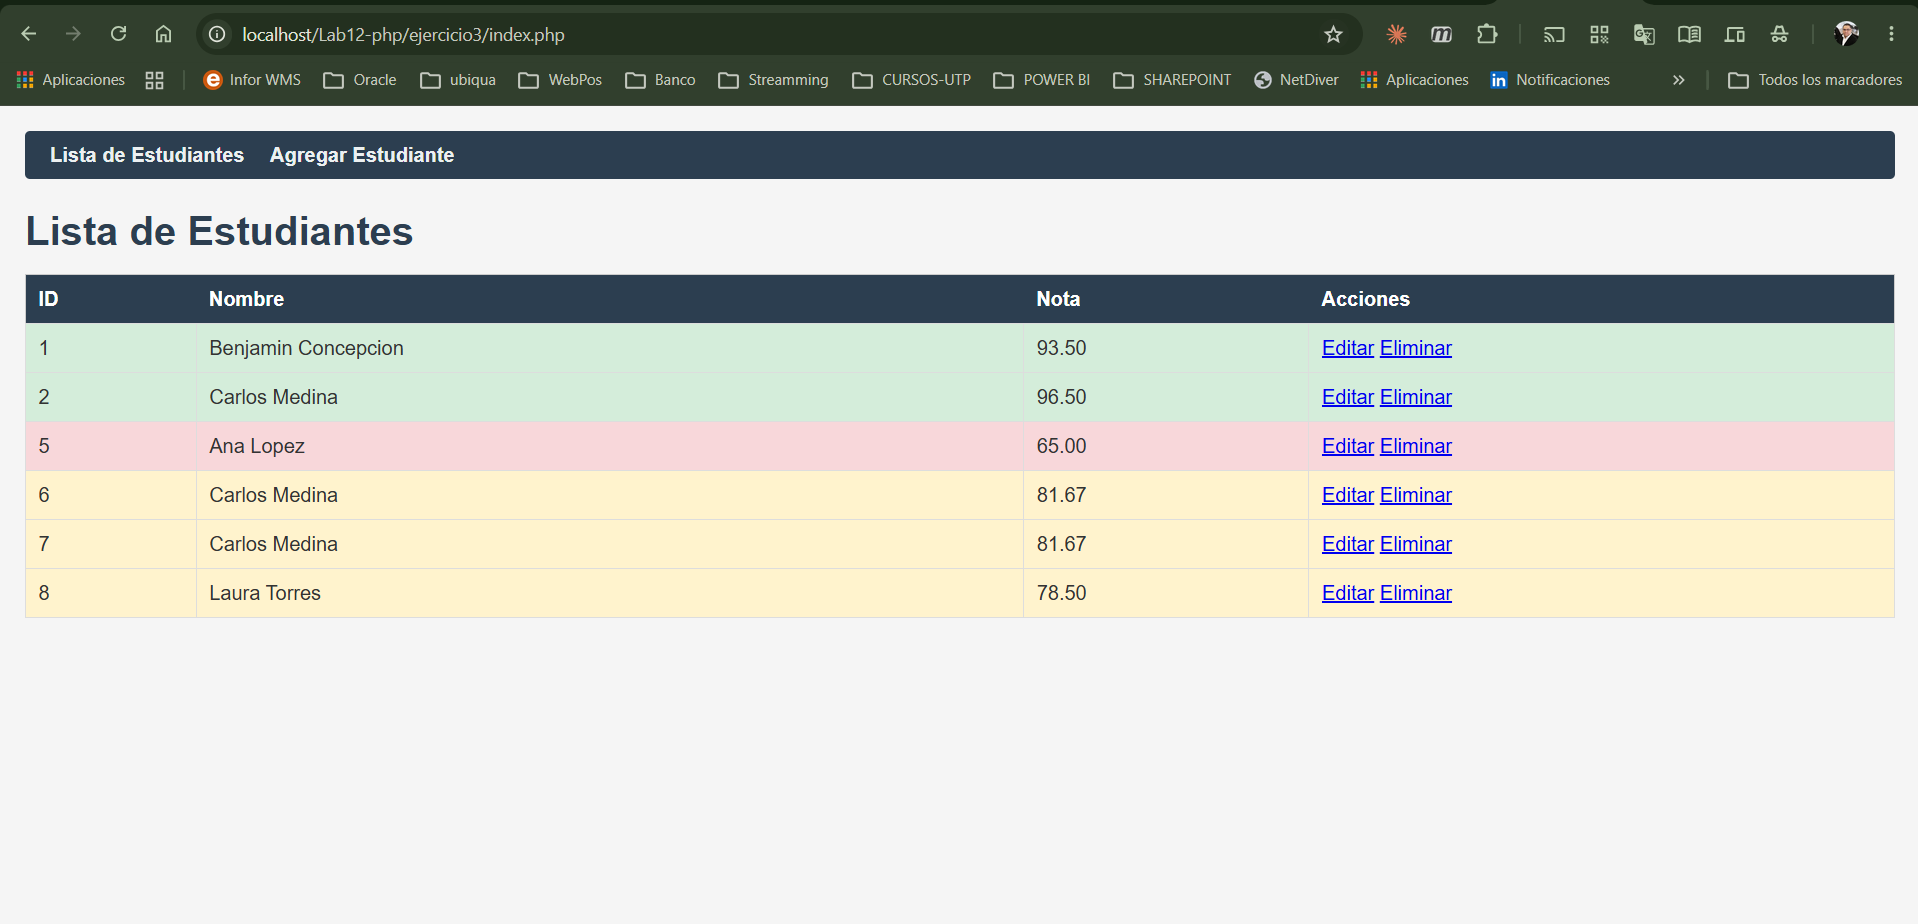 localhost/Lab12-php/ejercicio3/index.php
Aplicaciones Infor WMS Oracle ubiqua WebPos Banco Streamming CURSOS-UTP POWER BI SHAREPOINT NetDiver Aplicaciones Notificaciones » Todos los marcadores
Lista de Estudiantes Agregar Estudiante
Lista de Estudiantes
ID Nombre Nota Acciones
1 Benjamin Concepcion 93.50 Editar Eliminar
2 Carlos Medina 96.50 Editar Eliminar
5 Ana Lopez 65.00 Editar Eliminar
6 Carlos Medina 81.67 Editar Eliminar
7 Carlos Medina 81.67 Editar Eliminar
8 Laura Torres 78.50 Editar Eliminar